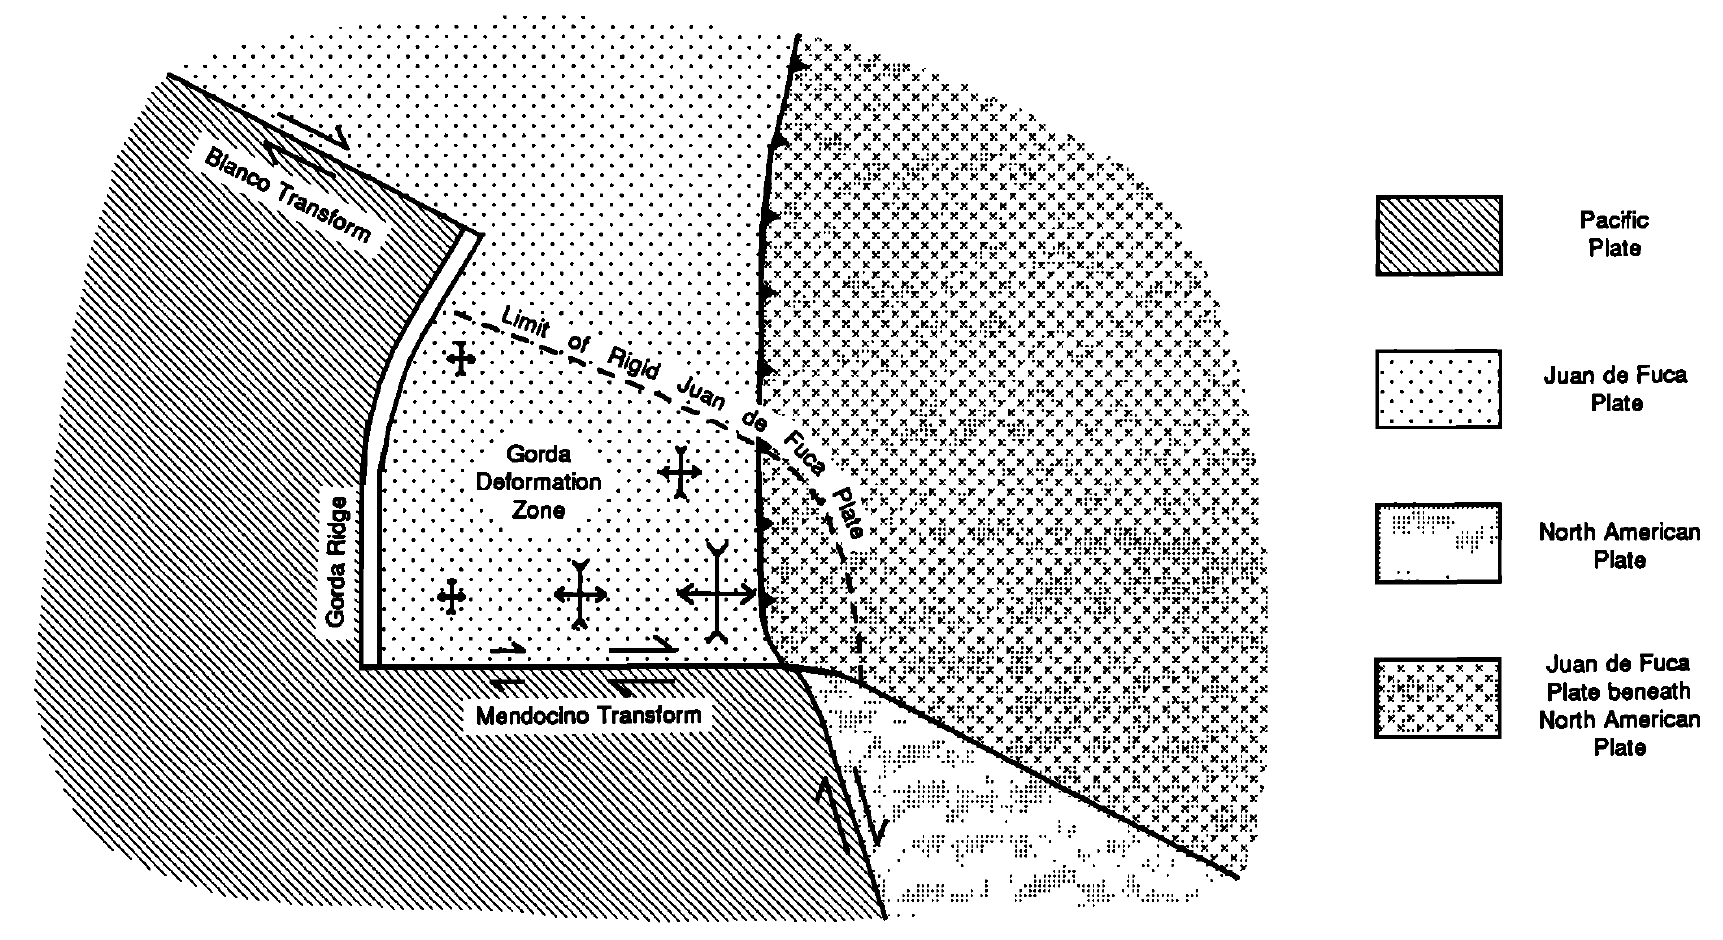 Blanco Transform
Limit of Rigid Juan de Fuca Plate
Gorda
Deformation
Zone
Gorda Ridge
Mendocino Transform
Pacific
Plate
Juan de Fuca
Plate
North American
Plate
Juan de Fuca
Plate beneath
North American
Plate